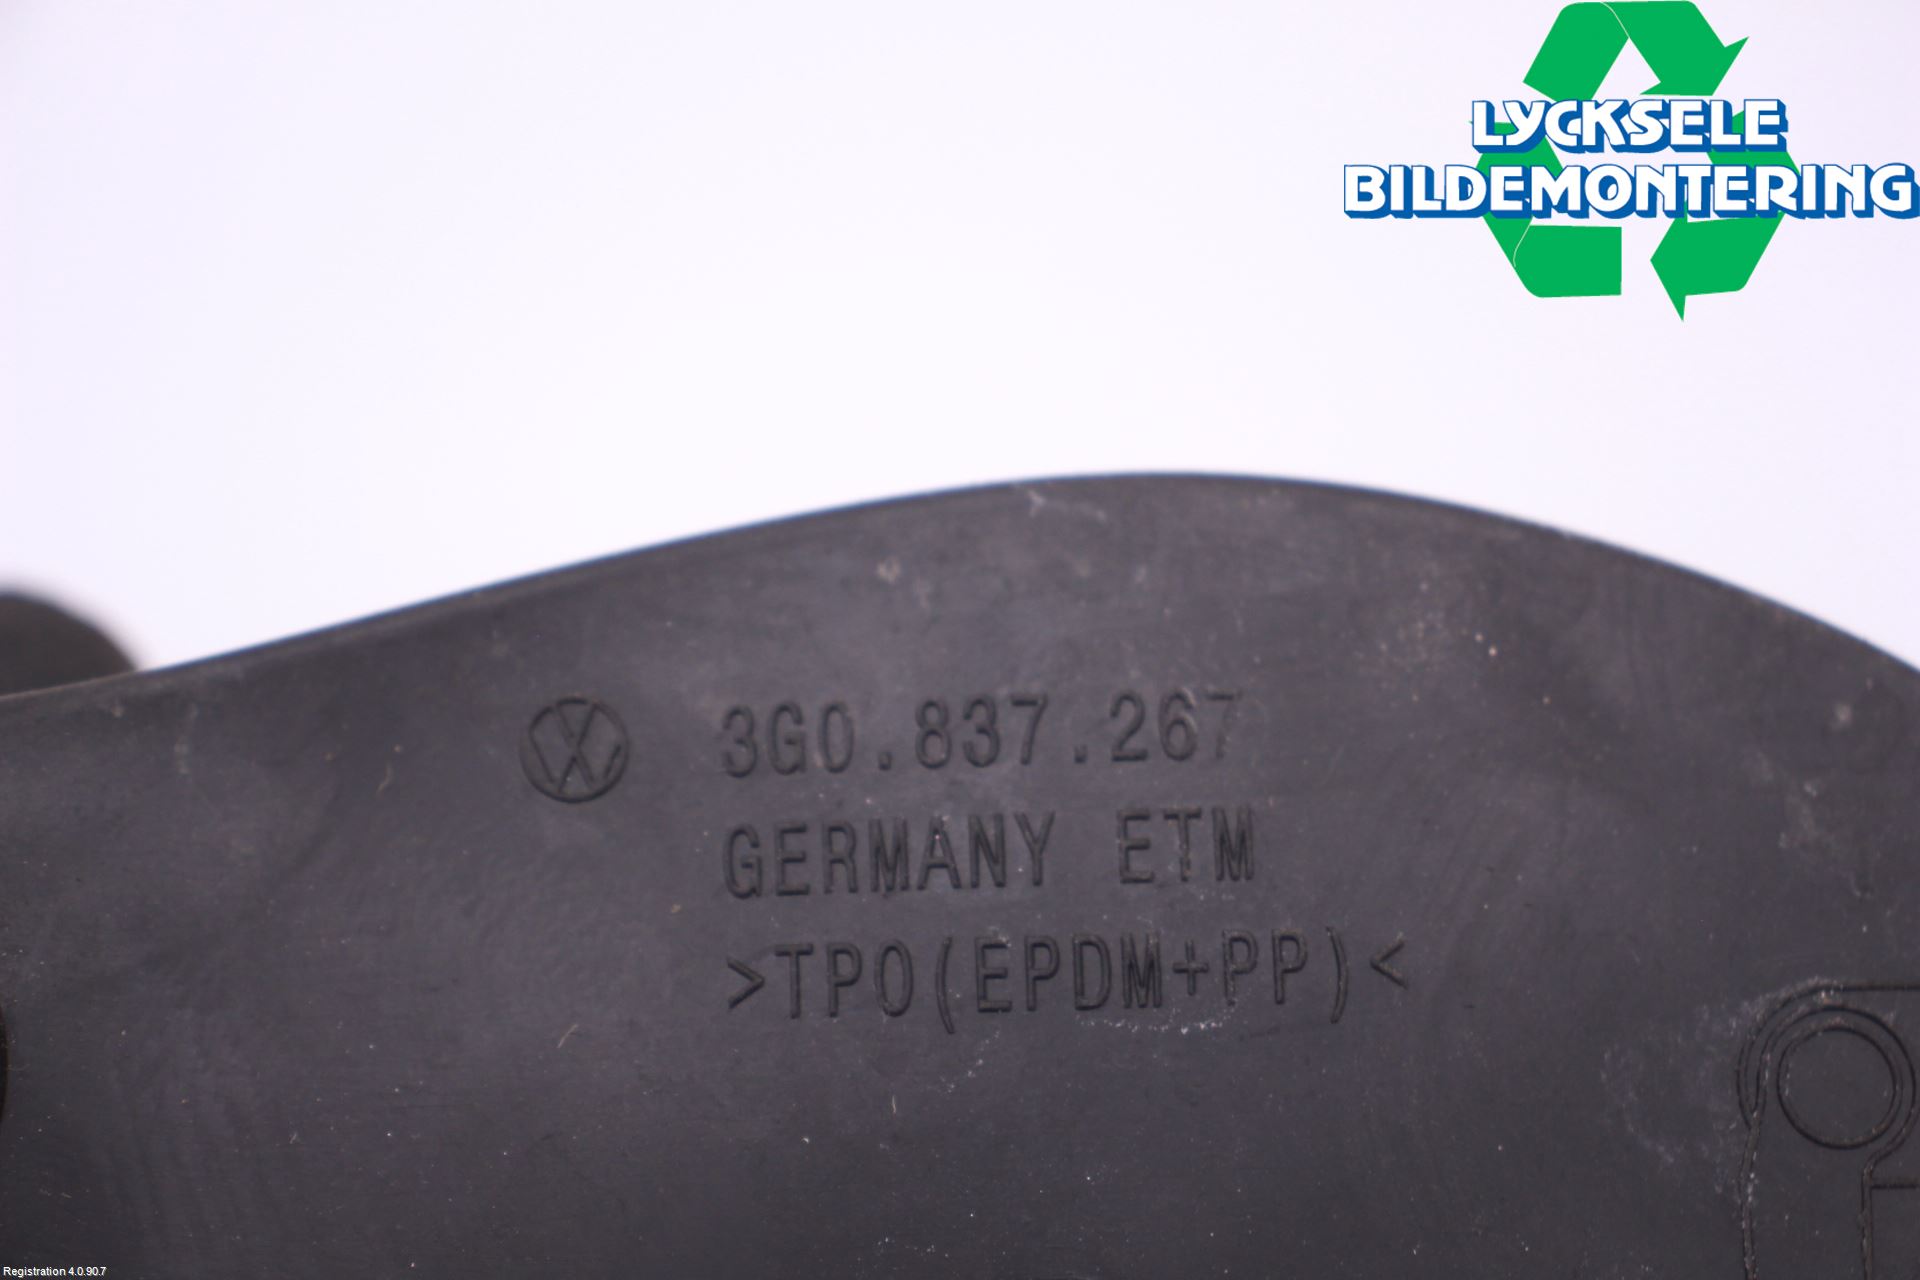 LYCKSELE
BILDEMONTERING
3G0.837.267
GERMANY ETM
>TPO(EPDM+PP)<
Registration 4.0.90.7